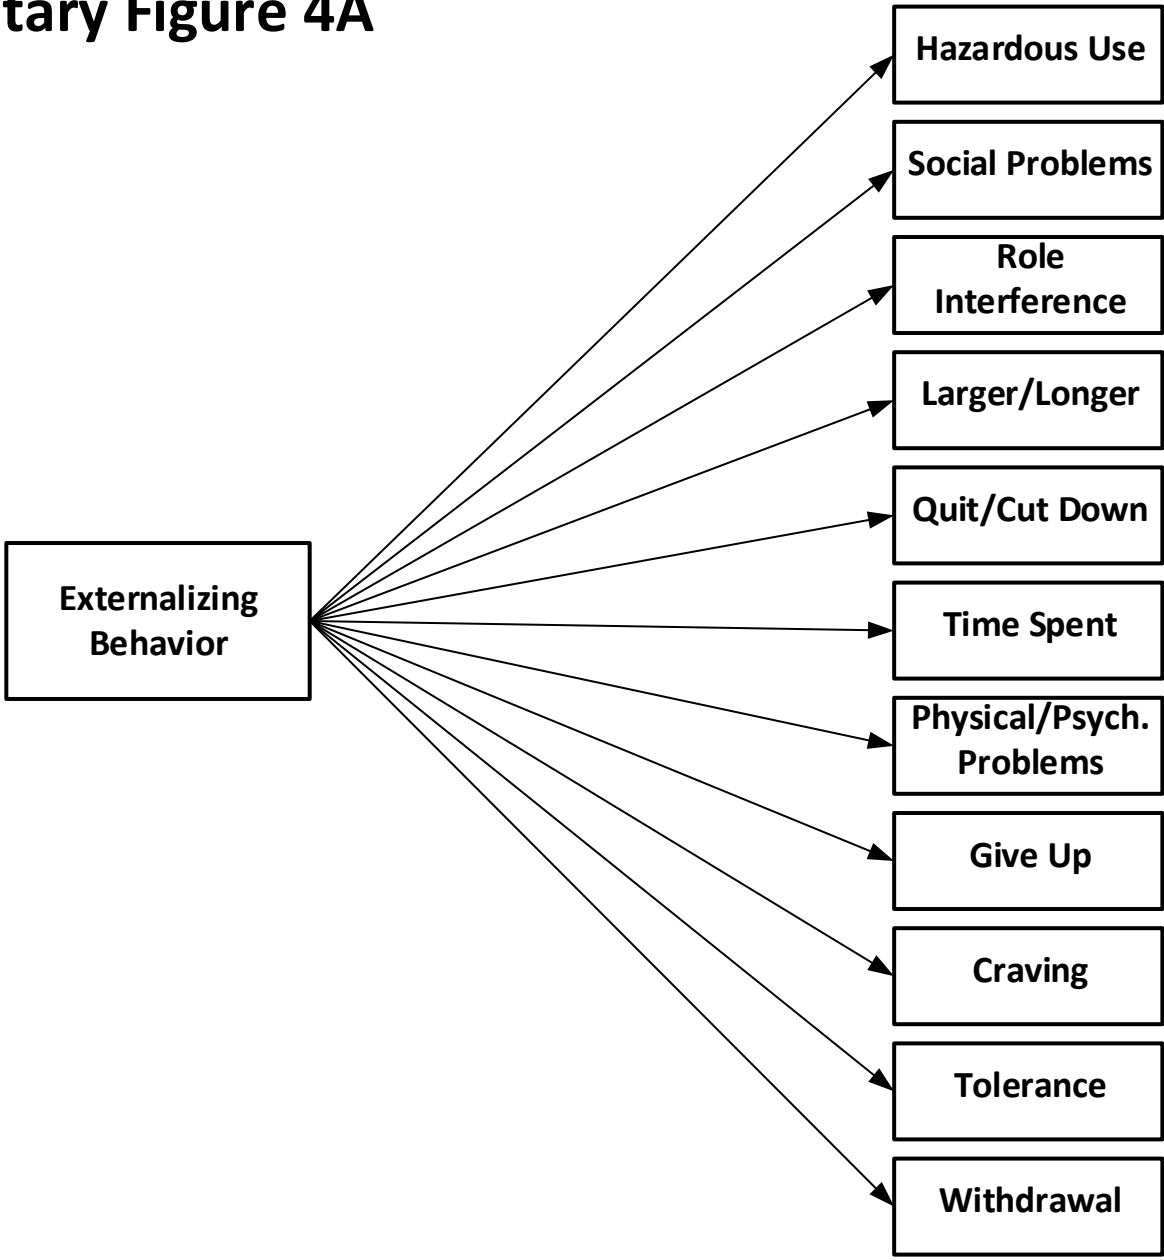 tary Figure 4A
Hazardous Use
Social Problems
Role
Interference
Larger/Longer
Quit/Cut Down
Externalizing
Behavior
Time Spent
Physical/Psych.
Problems
Give Up
Craving
Tolerance
Withdrawal